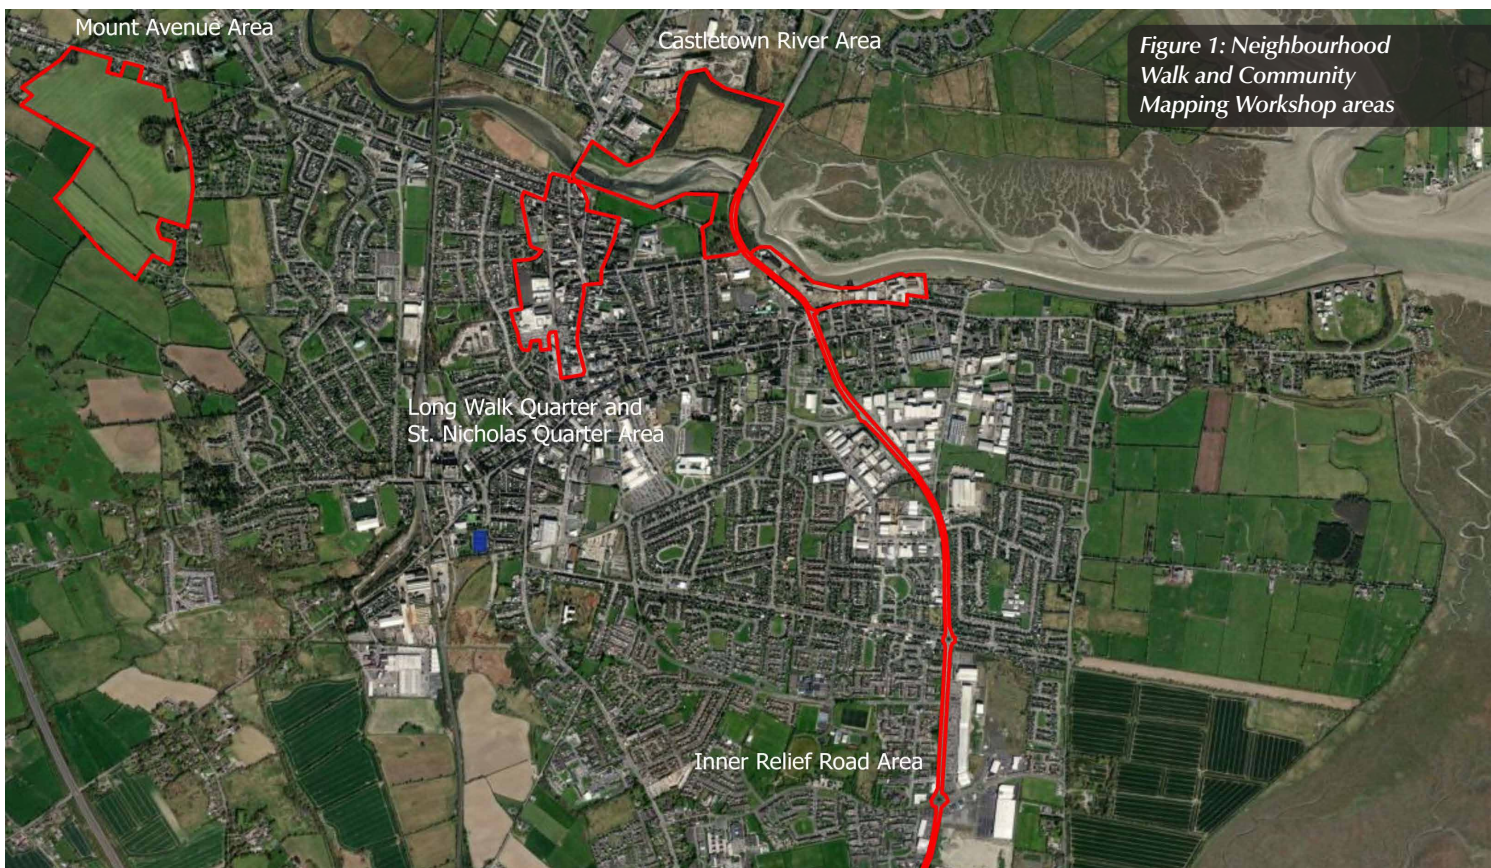 Mount Avenue Area
Castletown River Area
Figure 1: Neighbourhood
Walk and Community
Mapping Workshop areas
Long Walk Quarter and
St. Nicholas Quarter Area
Inner Relief Road Area